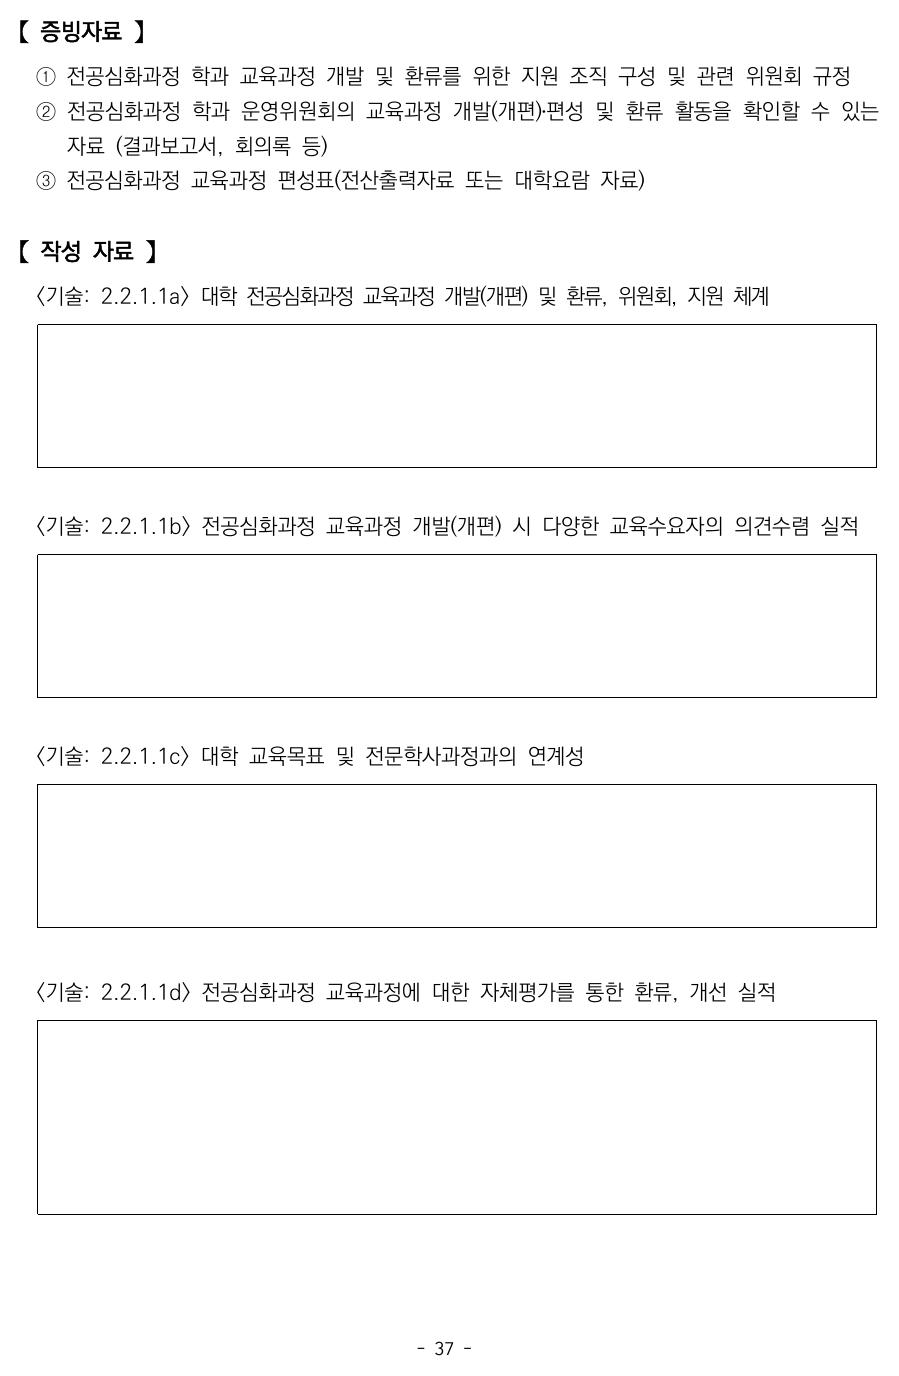 【 증빙자료 】
① 전공심화과정 학과 교육과정 개발 및 환류를 위한 지원 조직 구성 및 관련 위원회 규정
② 전공심화과정 학과 운영위원회의 교육과정 개발(개편)·편성 및 환류 활동을 확인할 수 있는
자료 (결과보고서, 회의록 등)
③ 전공심화과정 교육과정 편성표(전산출력자료 또는 대학요람 자료)
【 작성 자료 】
〈기술: 2.2.1.1a〉 대학 전공심화과정 교육과정 개발(개편) 및 환류, 위원회, 지원 체계
〈기술: 2.2.1.1b〉 전공심화과정 교육과정 개발(개편) 시 다양한 교육수요자의 의견수렴 실적
〈기술: 2.2.1.1c〉 대학 교육목표 및 전문학사과정과의 연계성
〈기술: 2.2.1.1d〉 전공심화과정 교육과정에 대한 자체평가를 통한 환류, 개선 실적
- 37 -